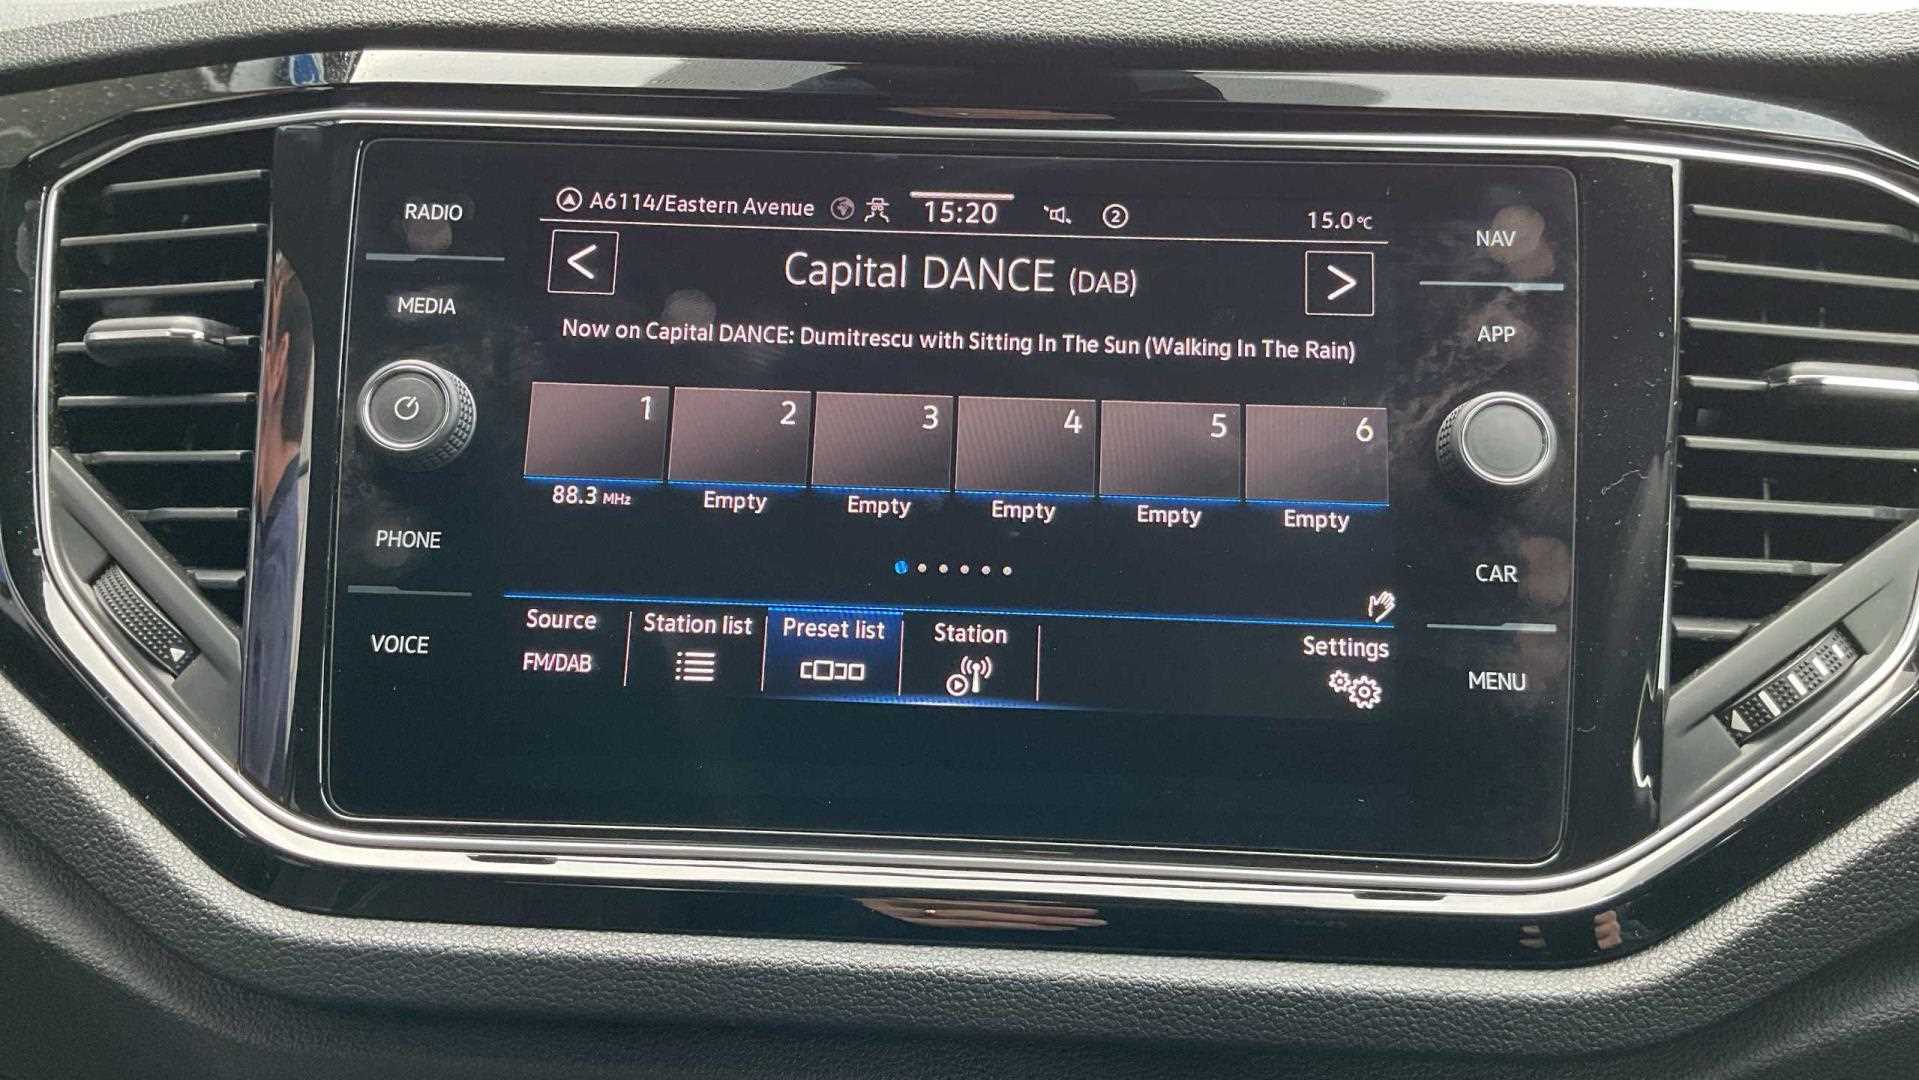 RADIO
MEDIA
PHONE
VOICE
A6114/Eastern Avenue
15:20
2
15.0°C
<
Capital DANCE (DAB)
>
Now on Capital DANCE: Dumitrescu with Sitting In The Sun (Walking In The Rain)
1 2 3 4 5 6
88.3 MHz Empty Empty Empty Empty Empty
Source Station list Preset list Station Settings
FM/DAB
NAV
APP
CAR
MENU